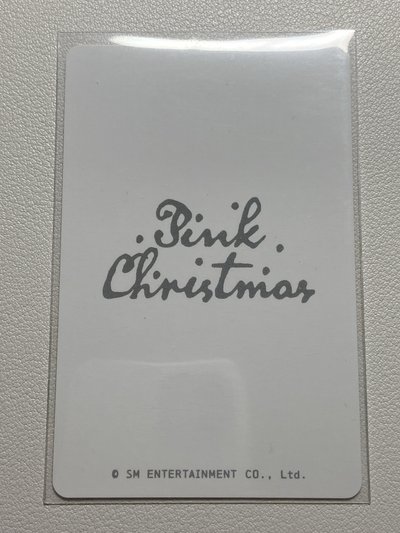 Pink
Christmas
© SM ENTERTAINMENT CO., Ltd.